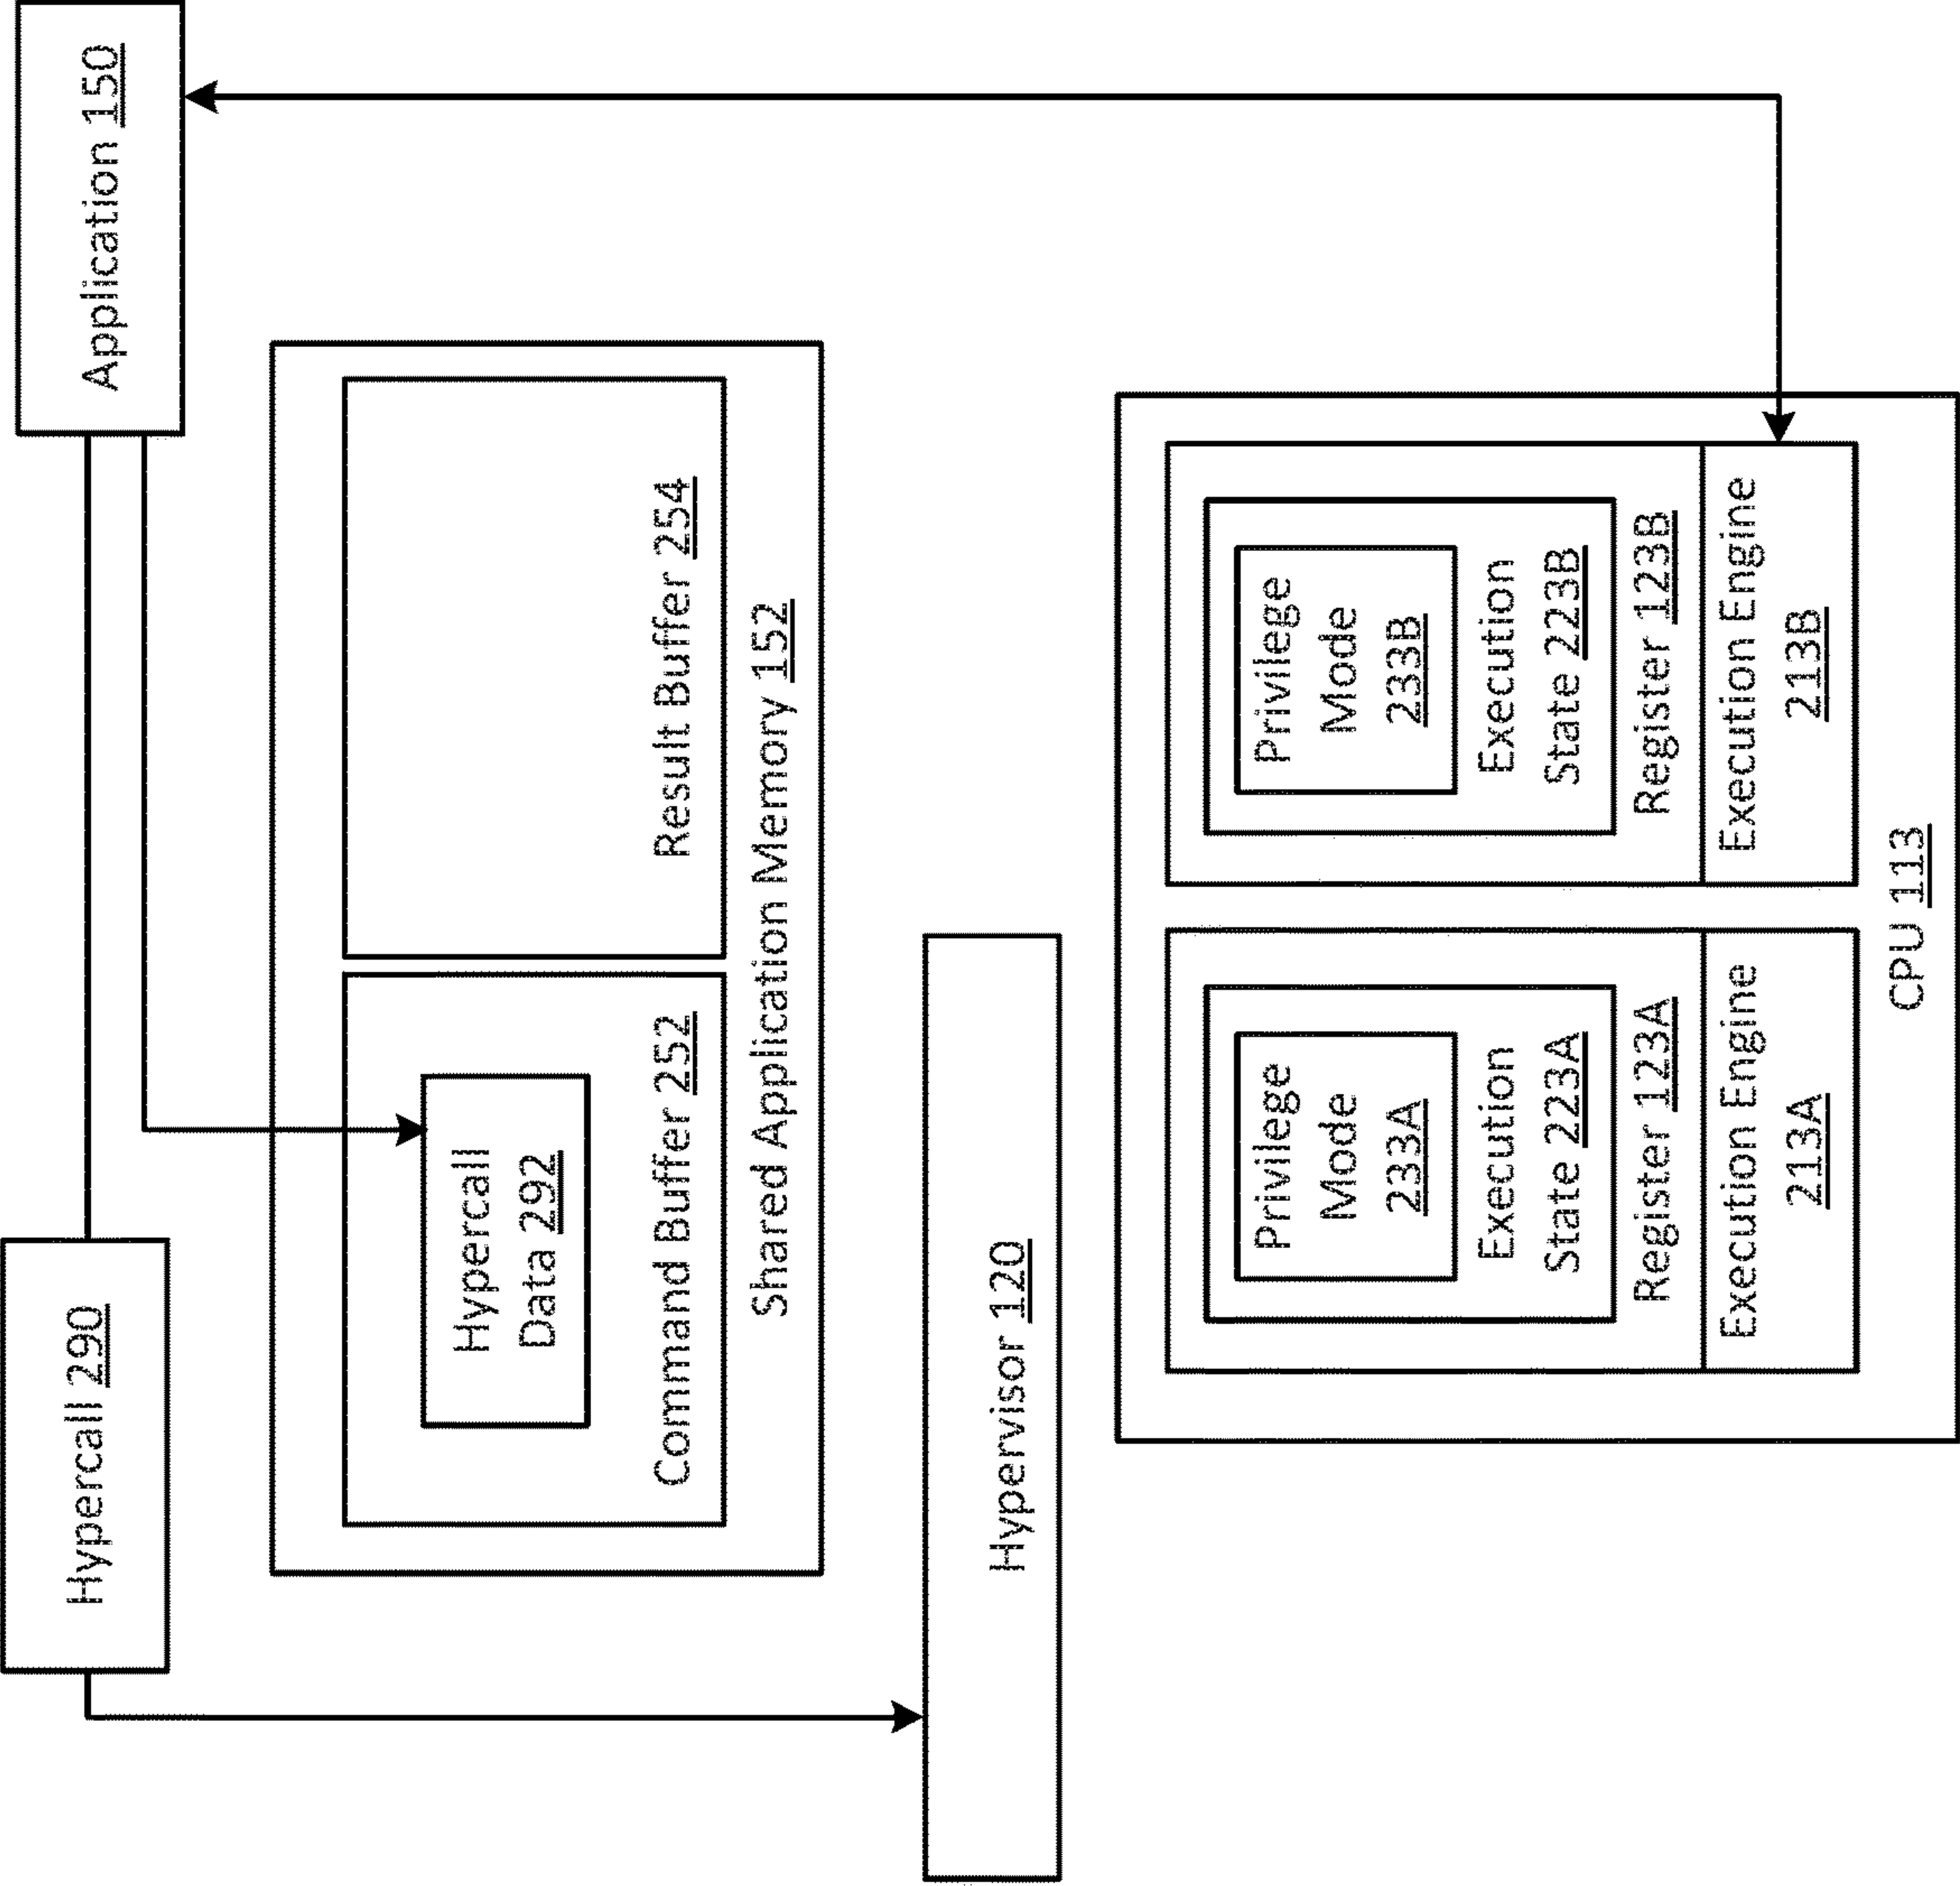 Hypercall 290
Application 150
Hypercall
Data 292
Command Buffer 252
Result Buffer 254
Shared Application Memory 152
Hypervisor 120
Privilege
Mode
233A
Execution
State 223A
Register 123A
Execution Engine
213A
Privilege
Mode
233B
Execution
State 223B
Register 123B
Execution Engine
213B
CPU 113